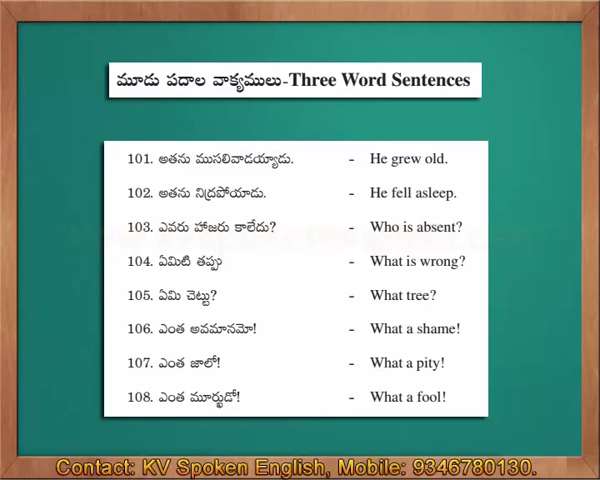 మూడు పదాల వాక్యములు-Three Word Sentences
101. అతను ముసలివాడయ్యాడు. - He grew old.
102. అతను నిద్రపోయాడు. - He fell asleep.
103. ఎవరు హాజరు కాలేదు? - Who is absent?
104. ఏమిటి తప్పు - What is wrong?
105. ఏమి చెట్టు? - What tree?
106. ఎంత అవమానమో! - What a shame!
107. ఎంత జాలో! - What a pity!
108. ఎంత మూర్ఖుడో! - What a fool!
Contact: KV Spoken English, Mobile: 9346780130.